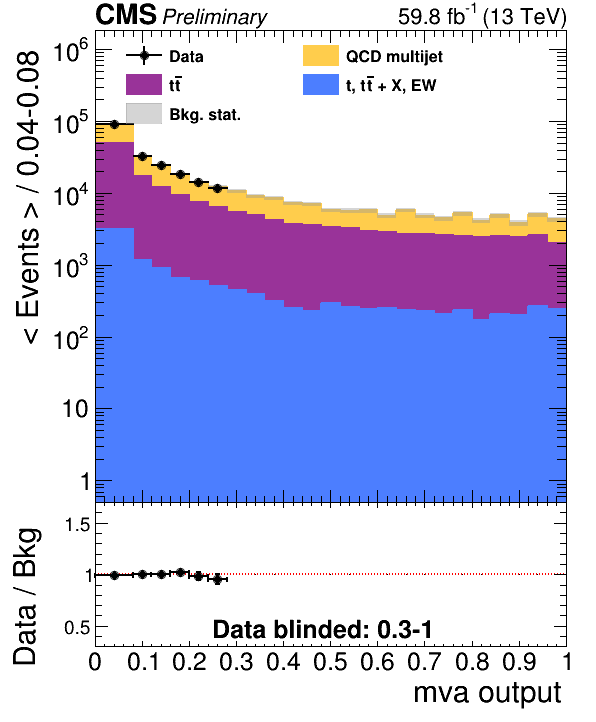 CMS Preliminary 59.8 fb⁻¹ (13 TeV)
< Events > / 0.04-0.08
10⁶
10⁵
10⁴
10³
10²
10
1
Data
QCD multijet
tt̄
t, tt̄ + X, EW
Bkg. stat.
Data / Bkg
1.5
1
0.5
Data blinded: 0.3-1
0 0.1 0.2 0.3 0.4 0.5 0.6 0.7 0.8 0.9 1
mva output